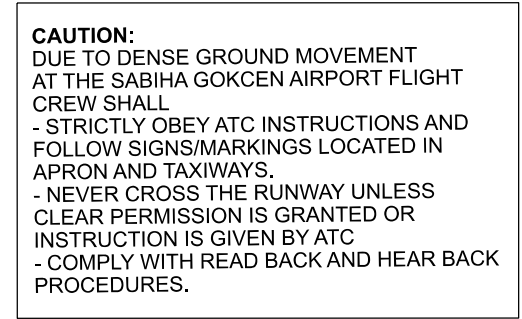 CAUTION:
DUE TO DENSE GROUND MOVEMENT
AT THE SABIHA GOKCEN AIRPORT FLIGHT
CREW SHALL
- STRICTLY OBEY ATC INSTRUCTIONS AND
FOLLOW SIGNS/MARKINGS LOCATED IN
APRON AND TAXIWAYS.
- NEVER CROSS THE RUNWAY UNLESS
CLEAR PERMISSION IS GRANTED OR
INSTRUCTION IS GIVEN BY ATC
- COMPLY WITH READ BACK AND HEAR BACK
PROCEDURES.